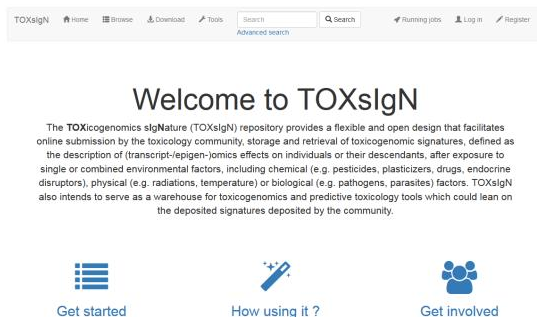 TOXsIgN Home Browse Download Tools Search Search Running jobs Log in Register
Advanced search
Welcome to TOXsIgN
The TOXicogenomics sIgNature (TOXsIgN) repository provides a flexible and open design that facilitates
online submission by the toxicology community, storage and retrieval of toxicogenomic signatures, defined as
the description of (transcript-/epigen-)omics effects on individuals or their descendants, after exposure to
single or combined environmental factors, including chemical (e.g. pesticides, plasticizers, drugs, endocrine
disruptors), physical (e.g. radiations, temperature) or biological (e.g. pathogens, parasites) factors. TOXsIgN
also intends to serve as a warehouse for toxicogenomics and predictive toxicology tools which could lean on
the deposited signatures deposited by the community.
Get started How using it ? Get involved